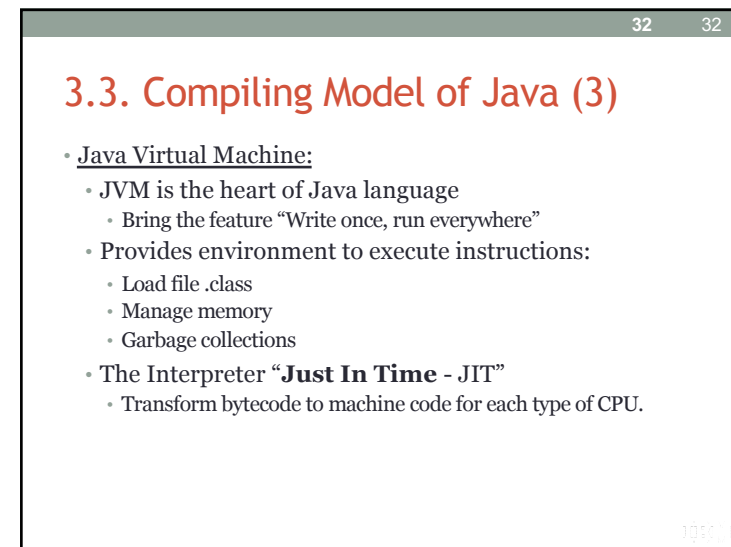 32 32
3.3. Compiling Model of Java (3)
• Java Virtual Machine:
• JVM is the heart of Java language
• Bring the feature “Write once, run everywhere”
• Provides environment to execute instructions:
• Load file .class
• Manage memory
• Garbage collections
• The Interpreter “Just In Time - JIT”
• Transform bytecode to machine code for each type of CPU.